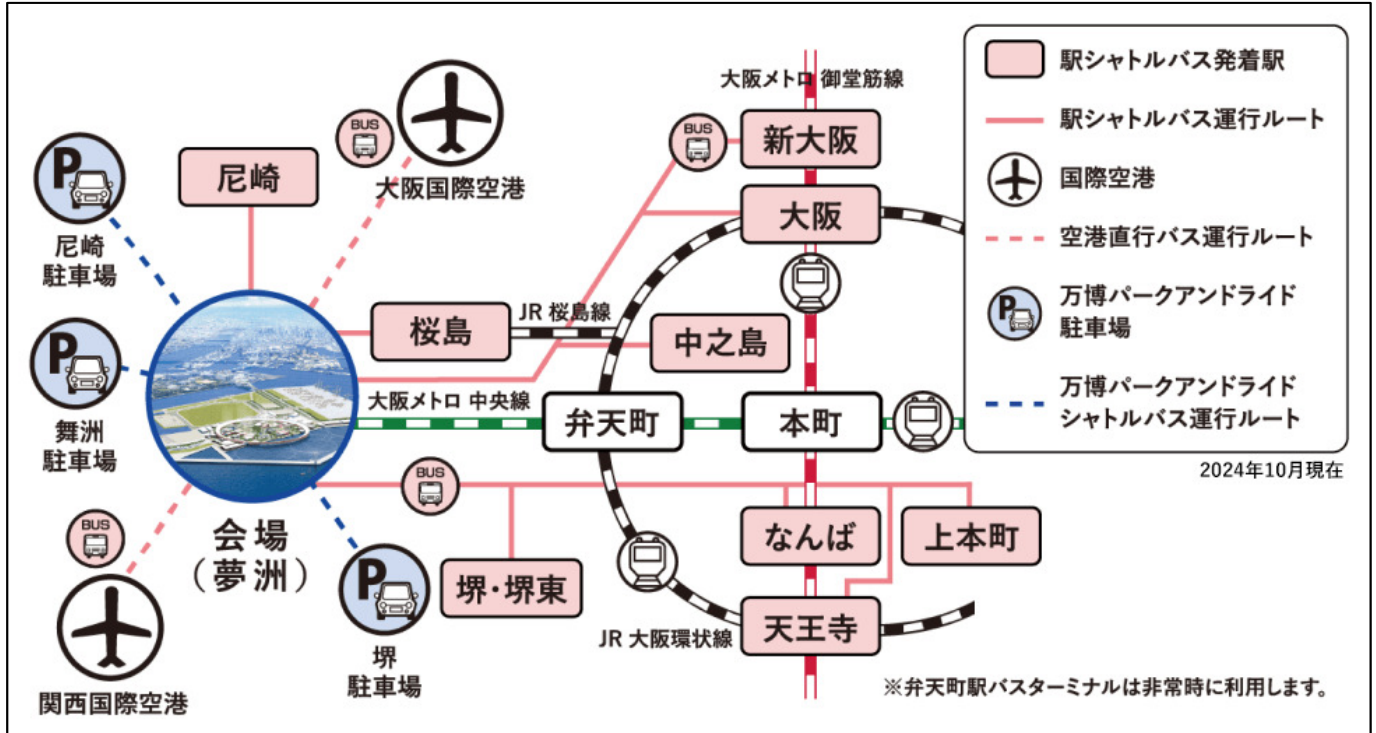 大阪メトロ 御堂筋線
BUS
大阪国際空港
尼崎
P
尼崎
駐車場
BUS
新大阪
大阪
JR 桜島線
桜島
中之島
P
舞洲
駐車場
大阪メトロ 中央線
弁天町
本町
BUS
会場
(夢洲)
BUS
関西国際空港
P
堺
駐車場
堺・堺東
なんば
上本町
天王寺
JR 大阪環状線
駅シャトルバス発着駅
駅シャトルバス運行ルート
国際空港
空港直行バス運行ルート
P
万博パークアンドライド
駐車場
万博パークアンドライド
シャトルバス運行ルート
2024年10月現在
※弁天町駅バスターミナルは非常時に利用します。